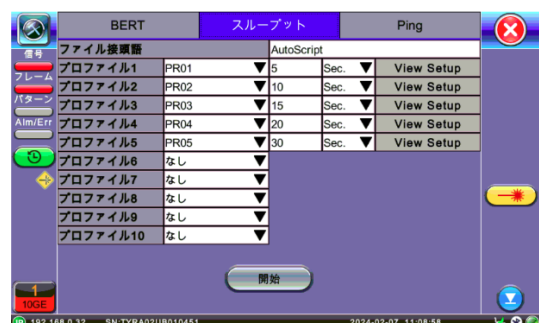 BERT スループット Ping
信号
フレーム
パターン
Alm/Err
ファイル接頭語 AutoScript
プロファイル1 PR01 5 Sec. View Setup
プロファイル2 PR02 10 Sec. View Setup
プロファイル3 PR03 15 Sec. View Setup
プロファイル4 PR04 20 Sec. View Setup
プロファイル5 PR05 30 Sec. View Setup
プロファイル6 なし
プロファイル7 なし
プロファイル8 なし
プロファイル9 なし
プロファイル10 なし
開始
1
10GE
192.168.0.32 SN:TYRA02UB010451 2024-02-07 11:08:58